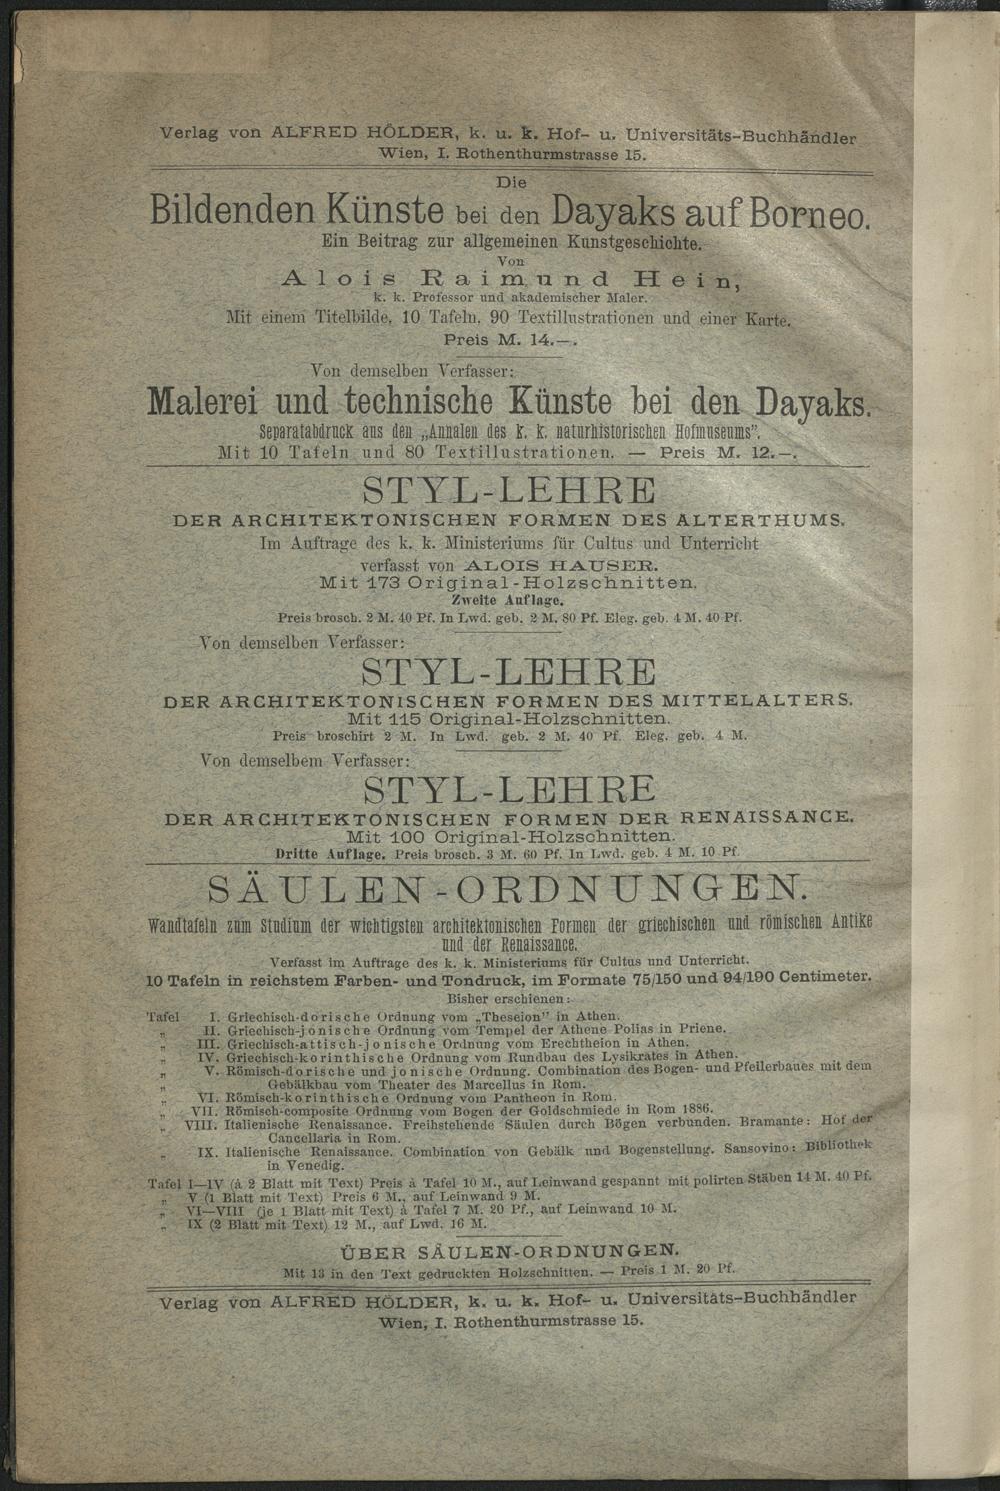 Verlag von ALFRED HÖLDER, k. u. k. Hof- u. Universitäts-Buchhändler
Wien, I. Rothenthurmstrasse 15.
Die
Bildenden Künste bei den Dayaks auf Borneo.
Ein Beitrag zur allgemeinen Kunstgeschichte.
Von
Alois Raimund Hein,
k. k. Professor und akademischer Maler.
Mit einem Titelbilde, 10 Tafeln, 90 Textillustrationen und einer Karte.
Preis M. 14.—.
Von demselben Verfasser:
Malerei und technische Künste bei den Dayaks.
Separatabdruck aus den „Annalen des k. k. naturhistorischen Hofmuseums”.
Mit 10 Tafeln und 80 Textillustrationen. — Preis M. 12.—.
STYL-LEHRE
DER ARCHITEKTONISCHEN FORMEN DES ALTERTHUMS.
Im Auftrage des k. k. Ministeriums für Cultus und Unterricht
verfasst von ALOIS HAUSER.
Mit 173 Original-Holzschnitten.
Zweite Auflage.
Preis brosch. 2 M. 40 Pf. In Lwd. geb. 2 M. 80 Pf. Eleg. geb. 4 M. 40 Pf.
Von demselben Verfasser:
STYL-LEHRE
DER ARCHITEKTONISCHEN FORMEN DES MITTELALTERS.
Mit 115 Original-Holzschnitten.
Preis broschirt 2 M. In Lwd. geb. 2 M. 40 Pf. Eleg. geb. 4 M.
Von demselbem Verfasser:
STYL-LEHRE
DER ARCHITEKTONISCHEN FORMEN DER RENAISSANCE.
Mit 100 Original-Holzschnitten.
Dritte Auflage. Preis brosch. 3 M. 60 Pf. In Lwd. geb. 4 M. 10 Pf.
SÄULEN-ORDNUNGEN.
Wandtafeln zum Studium der wichtigsten architektonischen Formen der griechischen und römischen Antike
und der Renaissance.
Verfasst im Auftrage des k. k. Ministeriums für Cultus und Unterricht.
10 Tafeln in reichstem Farben- und Tondruck, im Formate 75/150 und 94/190 Centimeter.
Bisher erschienen:
Tafel I. Griechisch-dorische Ordnung vom „Theseion” in Athen.
„ II. Griechisch-jonische Ordnung vom Tempel der Athene Polias in Priene.
„ III. Griechisch-attisch-jonische Ordnung vom Erechtheion in Athen.
„ IV. Griechisch-korinthische Ordnung vom Rundbau des Lysikrates in Athen.
„ V. Römisch-dorische und jonische Ordnung. Combination des Bogen- und Pfeilerbaues mit dem
Gebälkbau vom Theater des Marcellus in Rom.
„ VI. Römisch-korinthische Ordnung vom Pantheon in Rom.
„ VII. Römisch-composite Ordnung vom Bogen der Goldschmiede in Rom 1886.
„ VIII. Italienische Renaissance. Freihstehende Säulen durch Bögen verbunden. Bramante: Hof der
Cancellaria in Rom.
„ IX. Italienische Renaissance. Combination von Gebälk und Bogenstellung. Sansovino: Bibliothek
in Venedig.
Tafel I—IV (à 2 Blatt mit Text) Preis à Tafel 10 M., auf Leinwand gespannt mit polirten Stäben 14 M. 40 Pf.
„ V (1 Blatt mit Text) Preis 6 M., auf Leinwand 9 M.
„ VI—VIII (je 1 Blatt mit Text) à Tafel 7 M. 20 Pf., auf Leinwand 10 M.
„ IX (2 Blatt mit Text) 12 M., auf Lwd. 16 M.
ÜBER SÄULEN-ORDNUNGEN.
Mit 13 in den Text gedruckten Holzschnitten. — Preis 1 M. 20 Pf.
Verlag von ALFRED HÖLDER, k. u. k. Hof- u. Universitäts-Buchhändler
Wien, I. Rothenthurmstrasse 15.